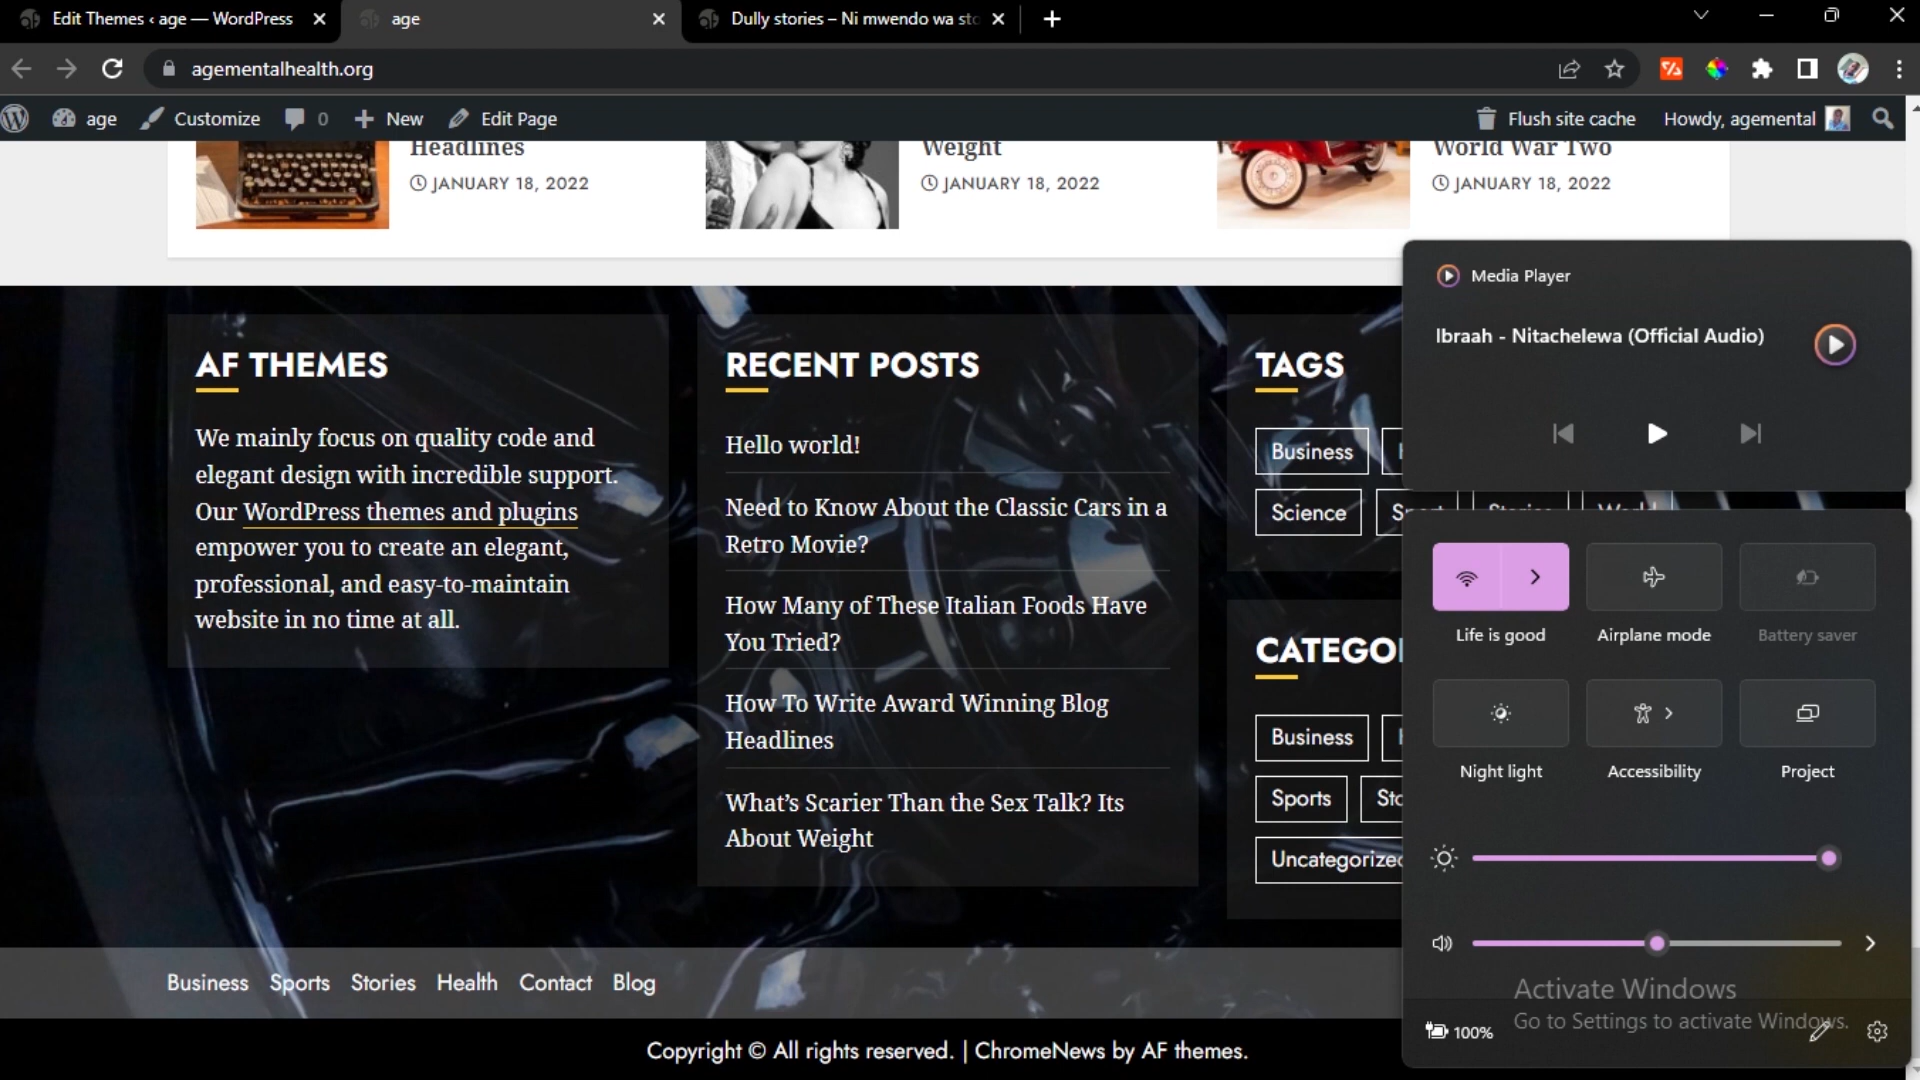 Edit Themes ‹ age — WordPress
age
Dully stories – Ni mwendo wa sto
agementalhealth.org
age
Customize
0
New
Edit Page
Flush site cache
Howdy, agemental
Headlines
JANUARY 18, 2022
Weight
JANUARY 18, 2022
World War Two
JANUARY 18, 2022
AF THEMES
We mainly focus on quality code and
elegant design with incredible support.
Our WordPress themes and plugins
empower you to create an elegant,
professional, and easy-to-maintain
website in no time at all.
RECENT POSTS
Hello world!
Need to Know About the Classic Cars in a
Retro Movie?
How Many of These Italian Foods Have
You Tried?
How To Write Award Winning Blog
Headlines
What’s Scarier Than the Sex Talk? Its
About Weight
TAGS
Business
Science
Sport Stories World
CATEGO
Business
Sports
Sto
Uncategorized
Media Player
Ibraah - Nitachelewa (Official Audio)
Life is good
Airplane mode
Battery saver
Night light
Accessibility
Project
Activate Windows
Go to Settings to activate Windows.
100%
Business Sports Stories Health Contact Blog
Copyright © All rights reserved. | ChromeNews by AF themes.